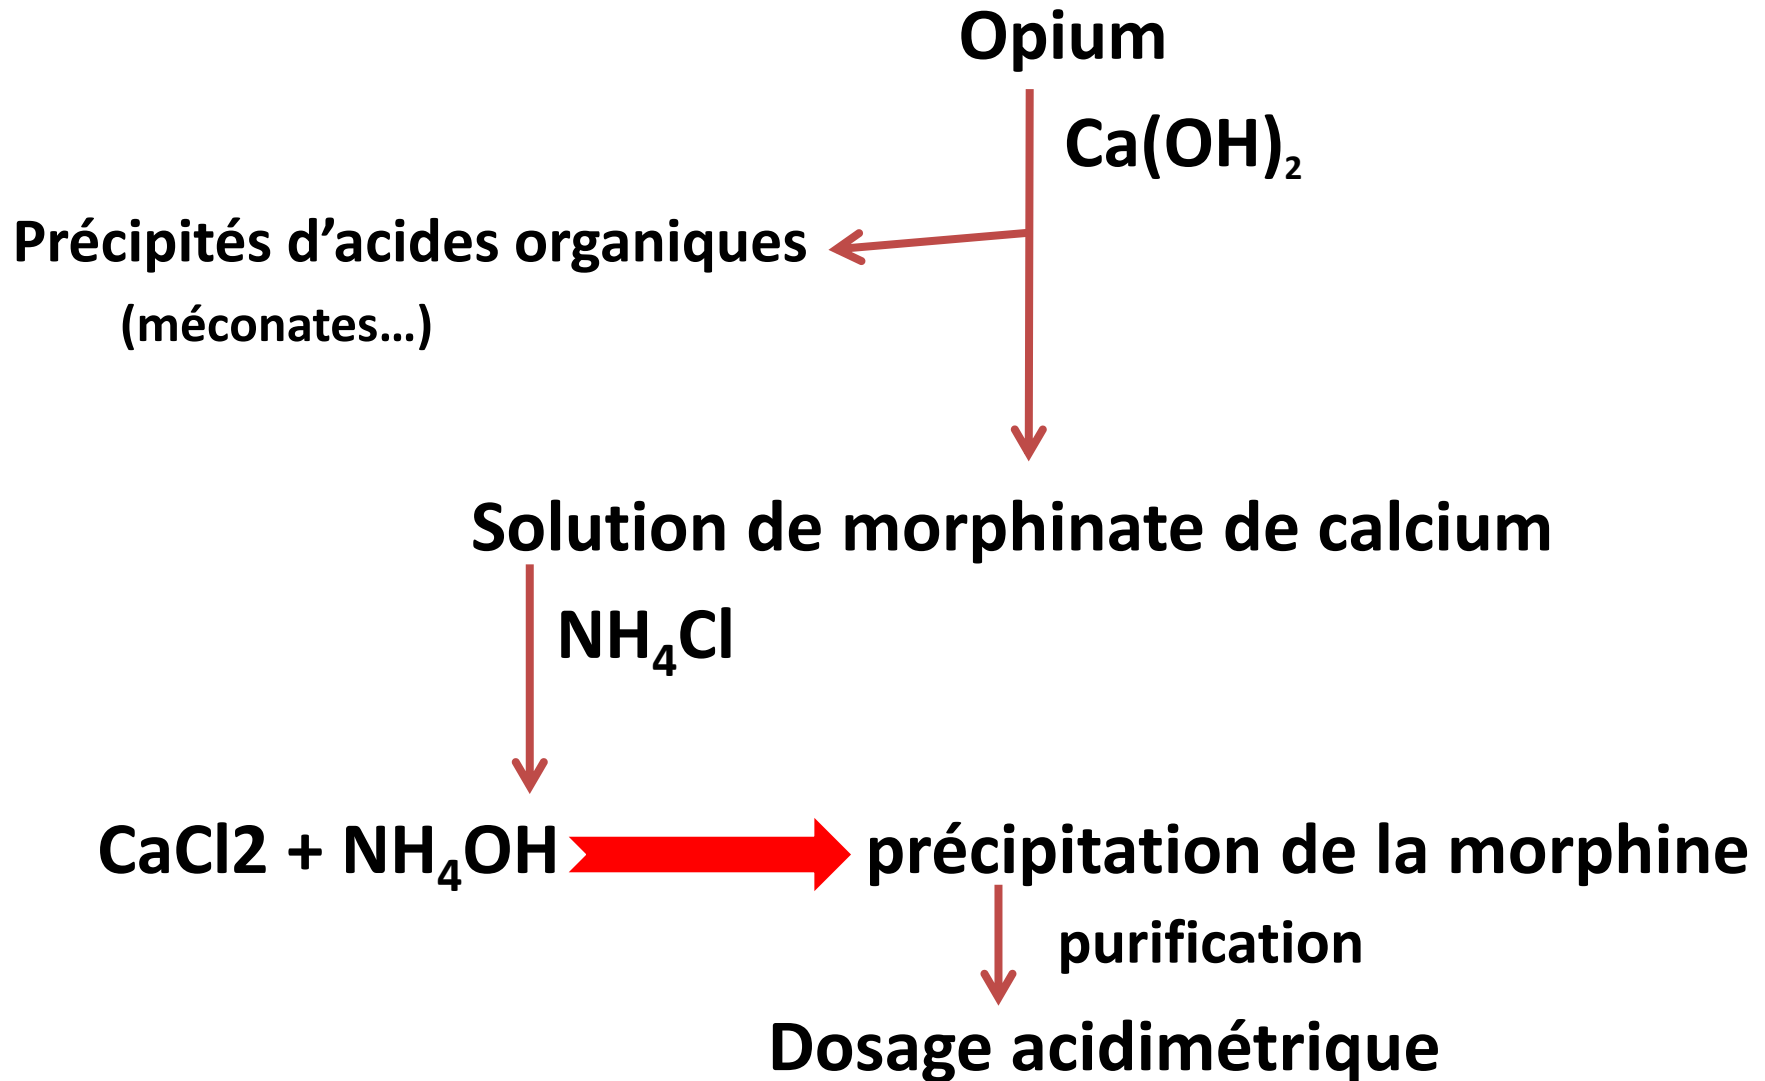 Opium
Ca(OH)₂
Précipités d’acides organiques
(méconates...)
Solution de morphinate de calcium
NH₄Cl
CaCl2 + NH₄OH
précipitation de la morphine
purification
Dosage acidimétrique